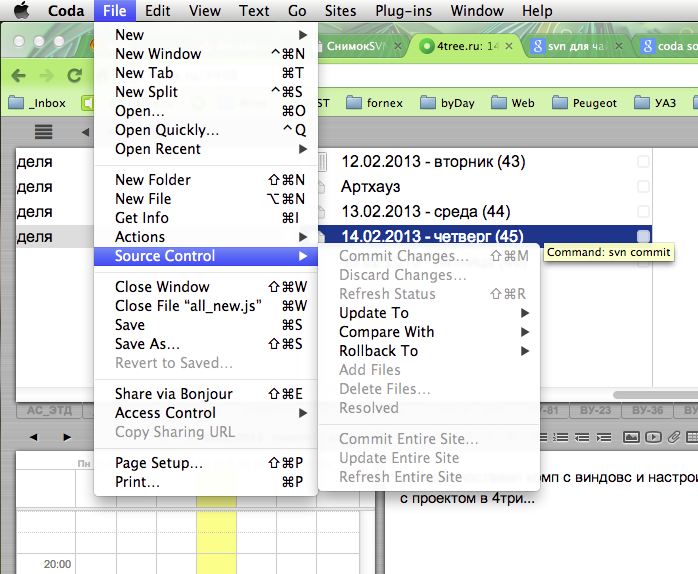 Coda File Edit View Text Go Sites Plug-ins Window Help
СнимокSV
4tree.ru: 14
svn для ча
coda so
_Inbox
ST
fornex
byDay
Web
Peugeot
УАЗ
New
New Window ^⌘N
New Tab ⌘T
New Split ^⌘S
Open... ⌘O
Open Quickly... ^Q
Open Recent
New Folder ⇧⌘N
New File ⌥⌘N
Get Info ⌘I
Actions
Source Control
Close Window ⇧⌘W
Close File “all_new.js” ⌘W
Save ⌘S
Save As... ⇧⌘S
Revert to Saved...
Share via Bonjour ⇧⌘E
Access Control
Copy Sharing URL
Page Setup... ⇧⌘P
Print... ⌘P
деля
деля
деля
деля
12.02.2013 - вторник (43)
Артхауз
13.02.2013 - среда (44)
14.02.2013 - четверг (45)
Command: svn commit
Commit Changes... ⇧⌘M
Discard Changes...
Refresh Status ⇧⌘R
Update To
Compare With
Rollback To
Add Files
Delete Files...
Resolved
Commit Entire Site...
Update Entire Site
Refresh Entire Site
АС_ЭТД
-81
ВУ-23
ВУ-36
ВУ-4
Пн
омп с виндовс и настрои
с проектом в 4три...
20:00